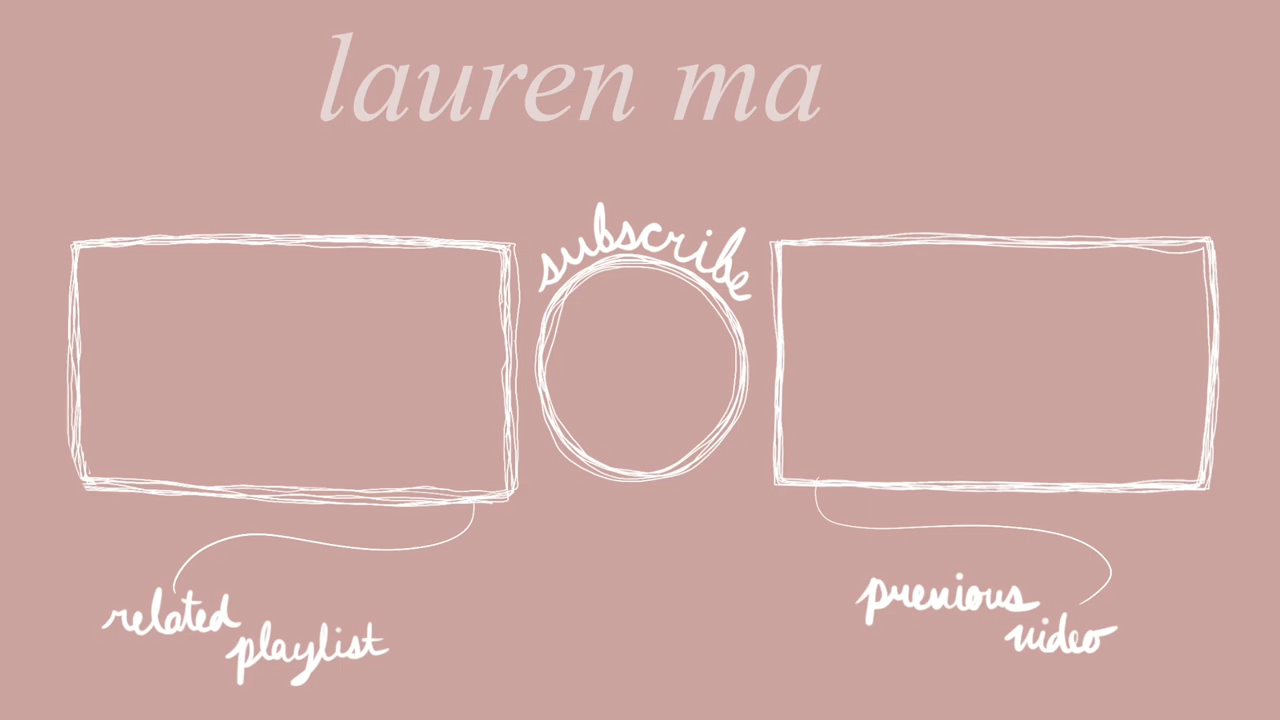 lauren ma
subscribe
related
playlist
previous
video